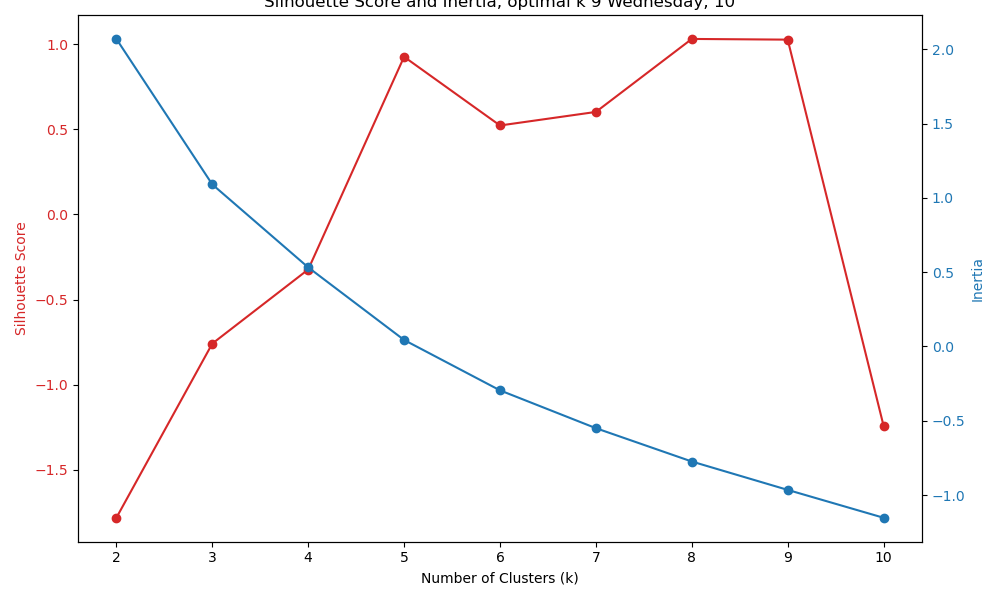 Silhouette Score and Inertia, optimal k 9 Wednesday, 10
1.0
0.5
0.0
−0.5
−1.0
−1.5
Silhouette Score
2.0
1.5
1.0
0.5
0.0
−0.5
−1.0
Inertia
2 3 4 5 6 7 8 9 10
Number of Clusters (k)